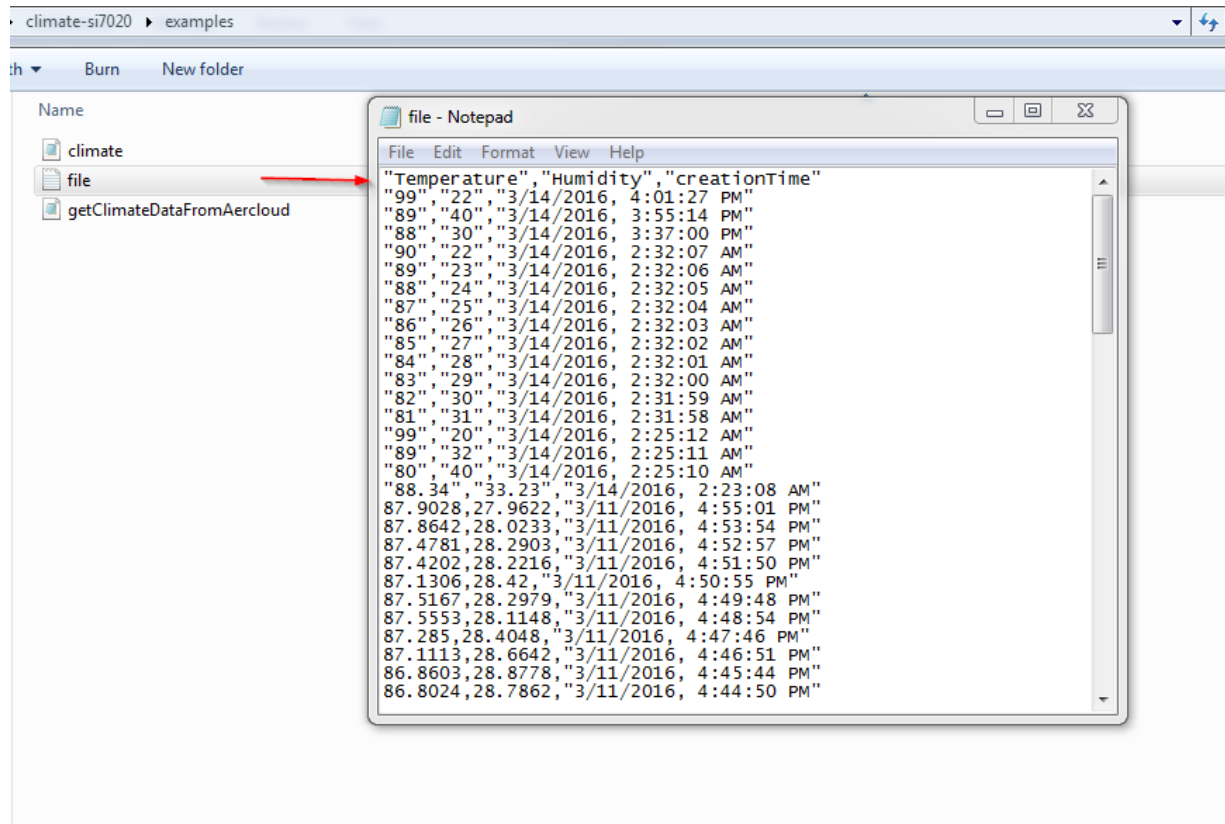 climate-si7020 ▸ examples
th Burn New folder
Name
climate
file
getClimateDataFromAercloud
file - Notepad
File Edit Format View Help
"Temperature","Humidity","creationTime"
"99","22","3/14/2016, 4:01:27 PM"
"89","40","3/14/2016, 3:55:14 PM"
"88","30","3/14/2016, 3:37:00 PM"
"90","22","3/14/2016, 2:32:07 AM"
"89","23","3/14/2016, 2:32:06 AM"
"88","24","3/14/2016, 2:32:05 AM"
"87","25","3/14/2016, 2:32:04 AM"
"86","26","3/14/2016, 2:32:03 AM"
"85","27","3/14/2016, 2:32:02 AM"
"84","28","3/14/2016, 2:32:01 AM"
"83","29","3/14/2016, 2:32:00 AM"
"82","30","3/14/2016, 2:31:59 AM"
"81","31","3/14/2016, 2:31:58 AM"
"99","20","3/14/2016, 2:25:12 AM"
"89","32","3/14/2016, 2:25:11 AM"
"80","40","3/14/2016, 2:25:10 AM"
"88.34","33.23","3/14/2016, 2:23:08 AM"
87.9028,27.9622,"3/11/2016, 4:55:01 PM"
87.8642,28.0233,"3/11/2016, 4:53:54 PM"
87.4781,28.2903,"3/11/2016, 4:52:57 PM"
87.4202,28.2216,"3/11/2016, 4:51:50 PM"
87.1306,28.42,"3/11/2016, 4:50:55 PM"
87.5167,28.2979,"3/11/2016, 4:49:48 PM"
87.5553,28.1148,"3/11/2016, 4:48:54 PM"
87.285,28.4048,"3/11/2016, 4:47:46 PM"
87.1113,28.6642,"3/11/2016, 4:46:51 PM"
86.8603,28.8778,"3/11/2016, 4:45:44 PM"
86.8024,28.7862,"3/11/2016, 4:44:50 PM"